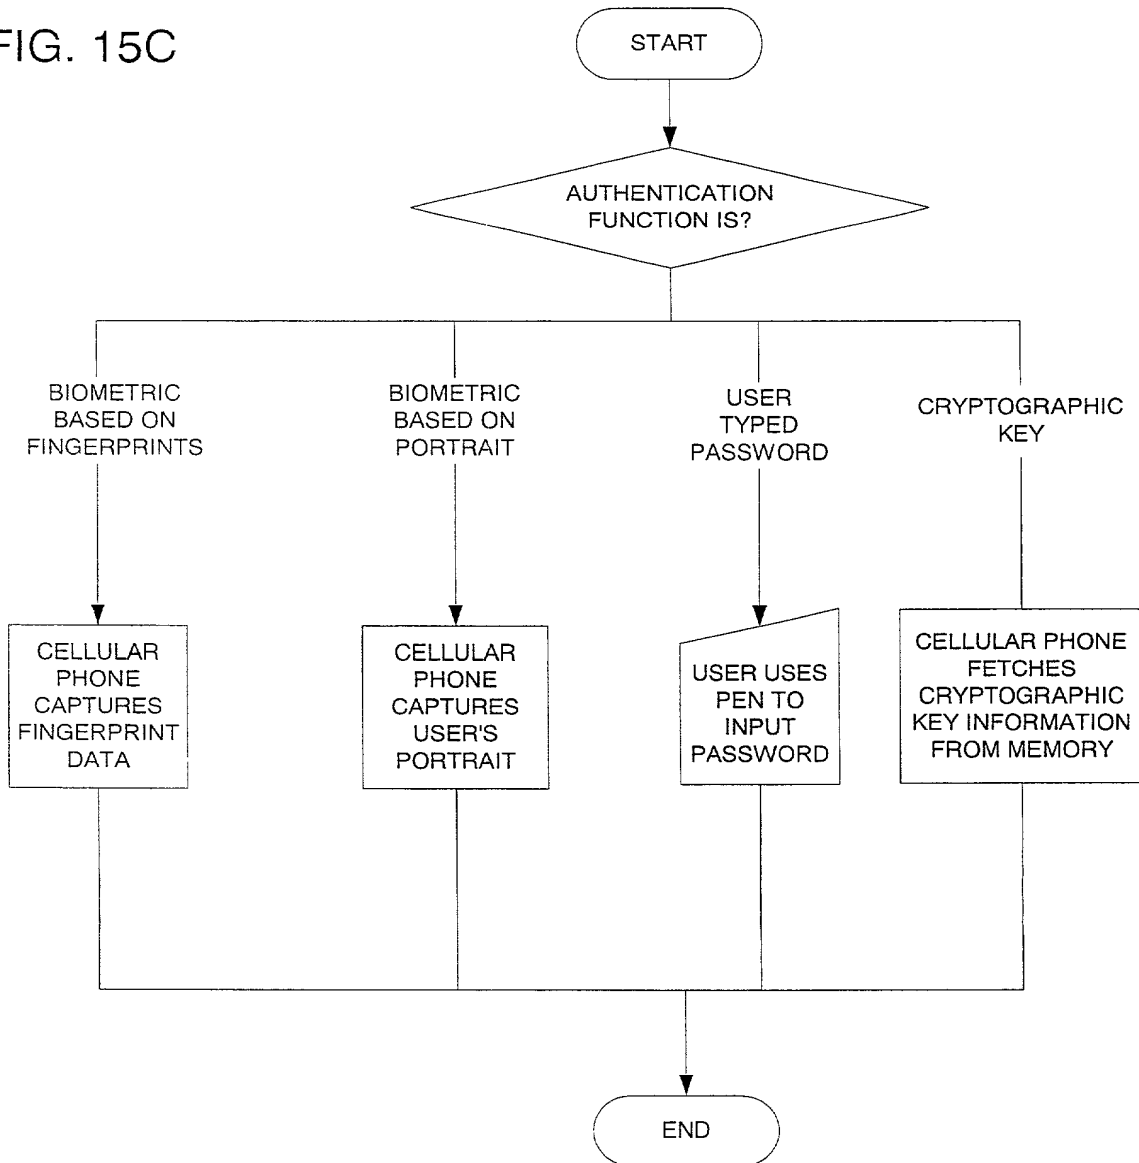 FIG. 15C
START
AUTHENTICATION
FUNCTION IS?
BIOMETRIC
BASED ON
FINGERPRINTS
BIOMETRIC
BASED ON
PORTRAIT
USER
TYPED
PASSWORD
CRYPTOGRAPHIC
KEY
CELLULAR
PHONE
CAPTURES
FINGERPRINT
DATA
CELLULAR
PHONE
CAPTURES
USER'S
PORTRAIT
USER USES
PEN TO
INPUT
PASSWORD
CELLULAR PHONE
FETCHES
CRYPTOGRAPHIC
KEY INFORMATION
FROM MEMORY
END